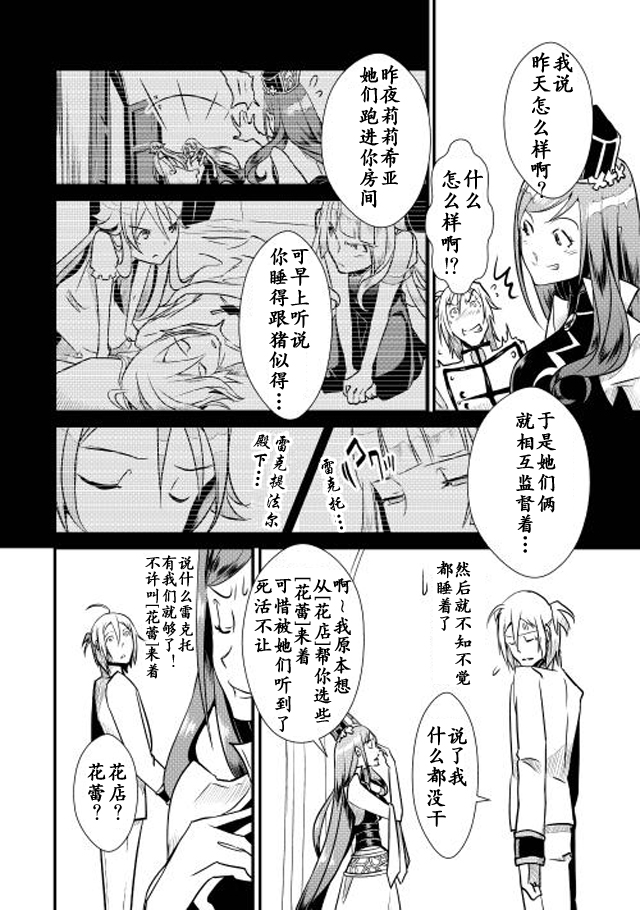 我说
昨天怎么样啊？
什么
怎么样啊!?
昨夜莉莉希亚
她们跑进你房间
可早上听说
你睡得跟猪似得…
于是她们俩
就相互监督着…
雷克托…
雷克提法尔
殿下…
然后就不知不觉
都睡着了
说了我
什么都没干
啊～我原本想
从[花店]帮你选些
[花蕾]来着
可惜被她们听到了
死活不让
说什么雷克托
有我们就够了!
不许叫[花蕾]来着
花店？
花蕾？